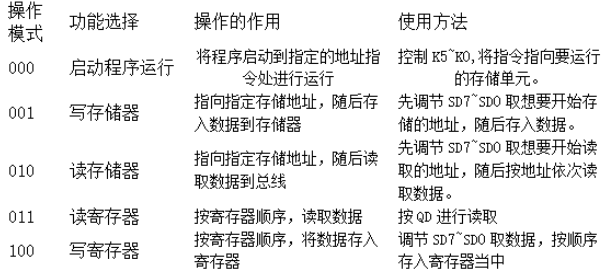 操作模式 功能选择 操作的作用 使用方法
000 启动程序运行 将程序启动到指定的地址指令处进行运行 控制 K5~K0,将指令指向要运行的存储单元。
001 写存储器 指向指定存储地址，随后存入数据到存储器 先调节 SD7~SD0 取想要开始存储的地址，随后存入数据。
010 读存储器 指向指定存储地址，随后读取数据到总线 先调节 SD7~SD0 取想要开始读取的地址，随后按地址依次读取数据。
011 读寄存器 按寄存器顺序，读取数据 按 QD 进行读取
100 写寄存器 按寄存器顺序，将数据存入寄存器 调节 SD7~SD0 取数据，按顺序存入寄存器当中